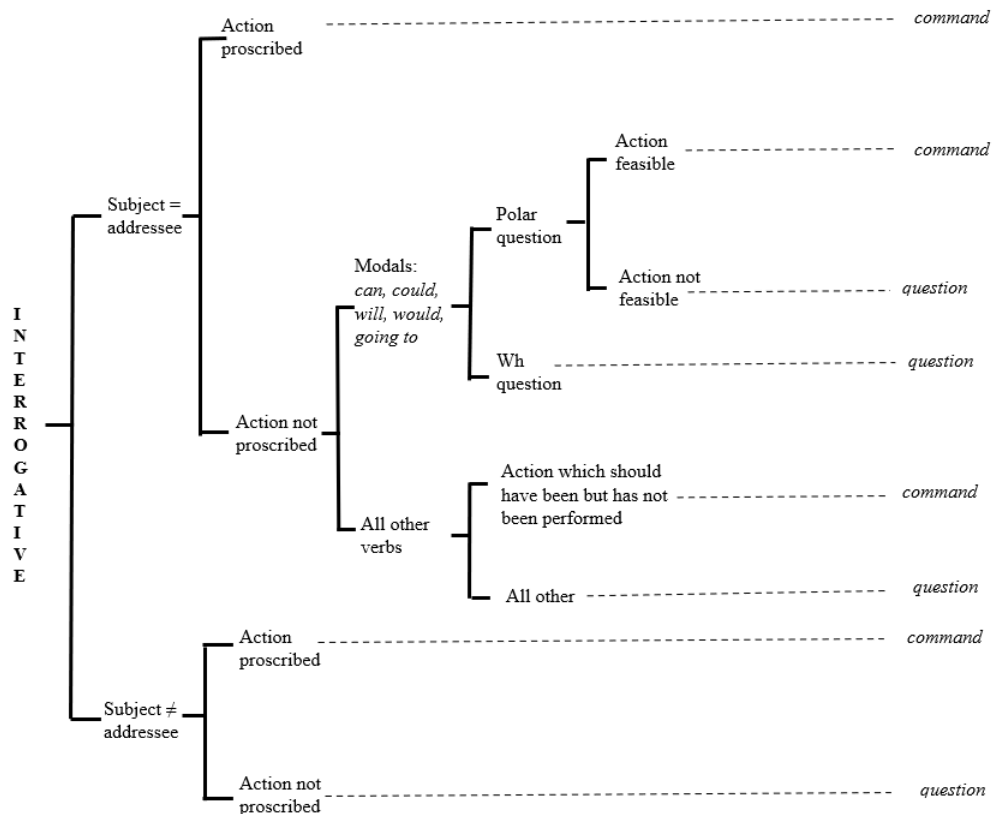 Action
proscribed
command
Action
feasible
command
Subject =
addressee
Polar
question
Modals:
can, could,
will, would,
going to
Action not
feasible
question
Wh
question
question
INTERROGATIVE
Action not
proscribed
Action which should
have been but has not
been performed
command
All other
verbs
All other
question
Action
proscribed
command
Subject ≠
addressee
Action not
proscribed
question